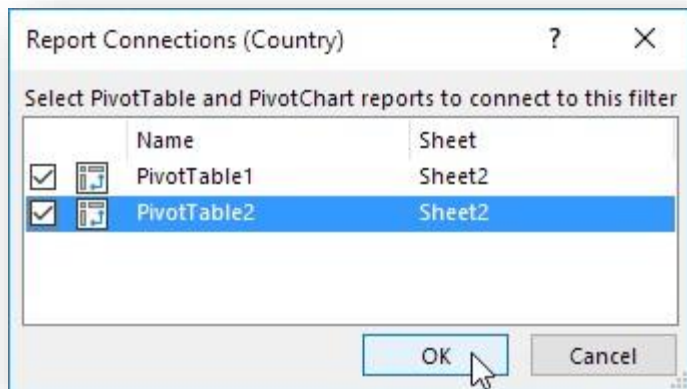 Report Connections (Country) ?
Select PivotTable and PivotChart reports to connect to this filter
Name Sheet
PivotTable1 Sheet2
PivotTable2 Sheet2
OK Cancel